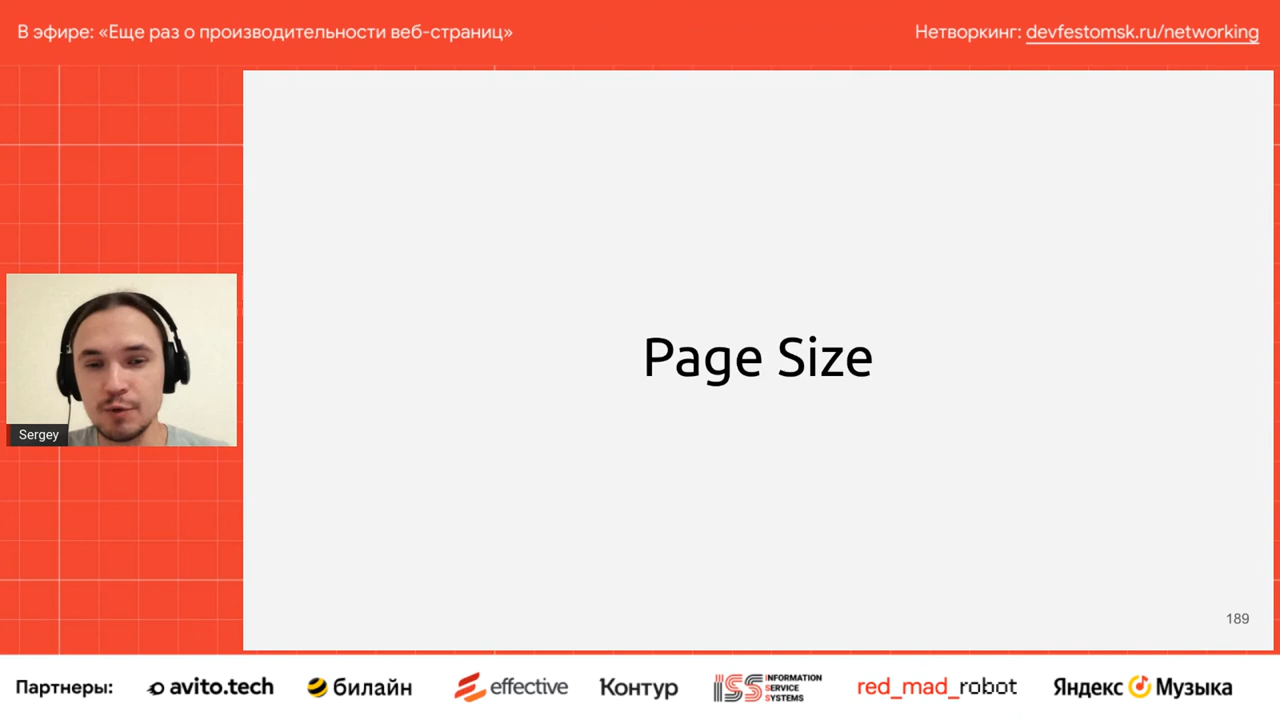 В эфире: «Еще раз о производительности веб-страниц»
Нетворкинг: devfestomsk.ru/networking
Page Size
Sergey
189
Партнеры:
avito.tech
билайн
effective
Контур
ISS INFORMATION SERVICE SYSTEMS
red_mad_robot
Яндекс Музыка